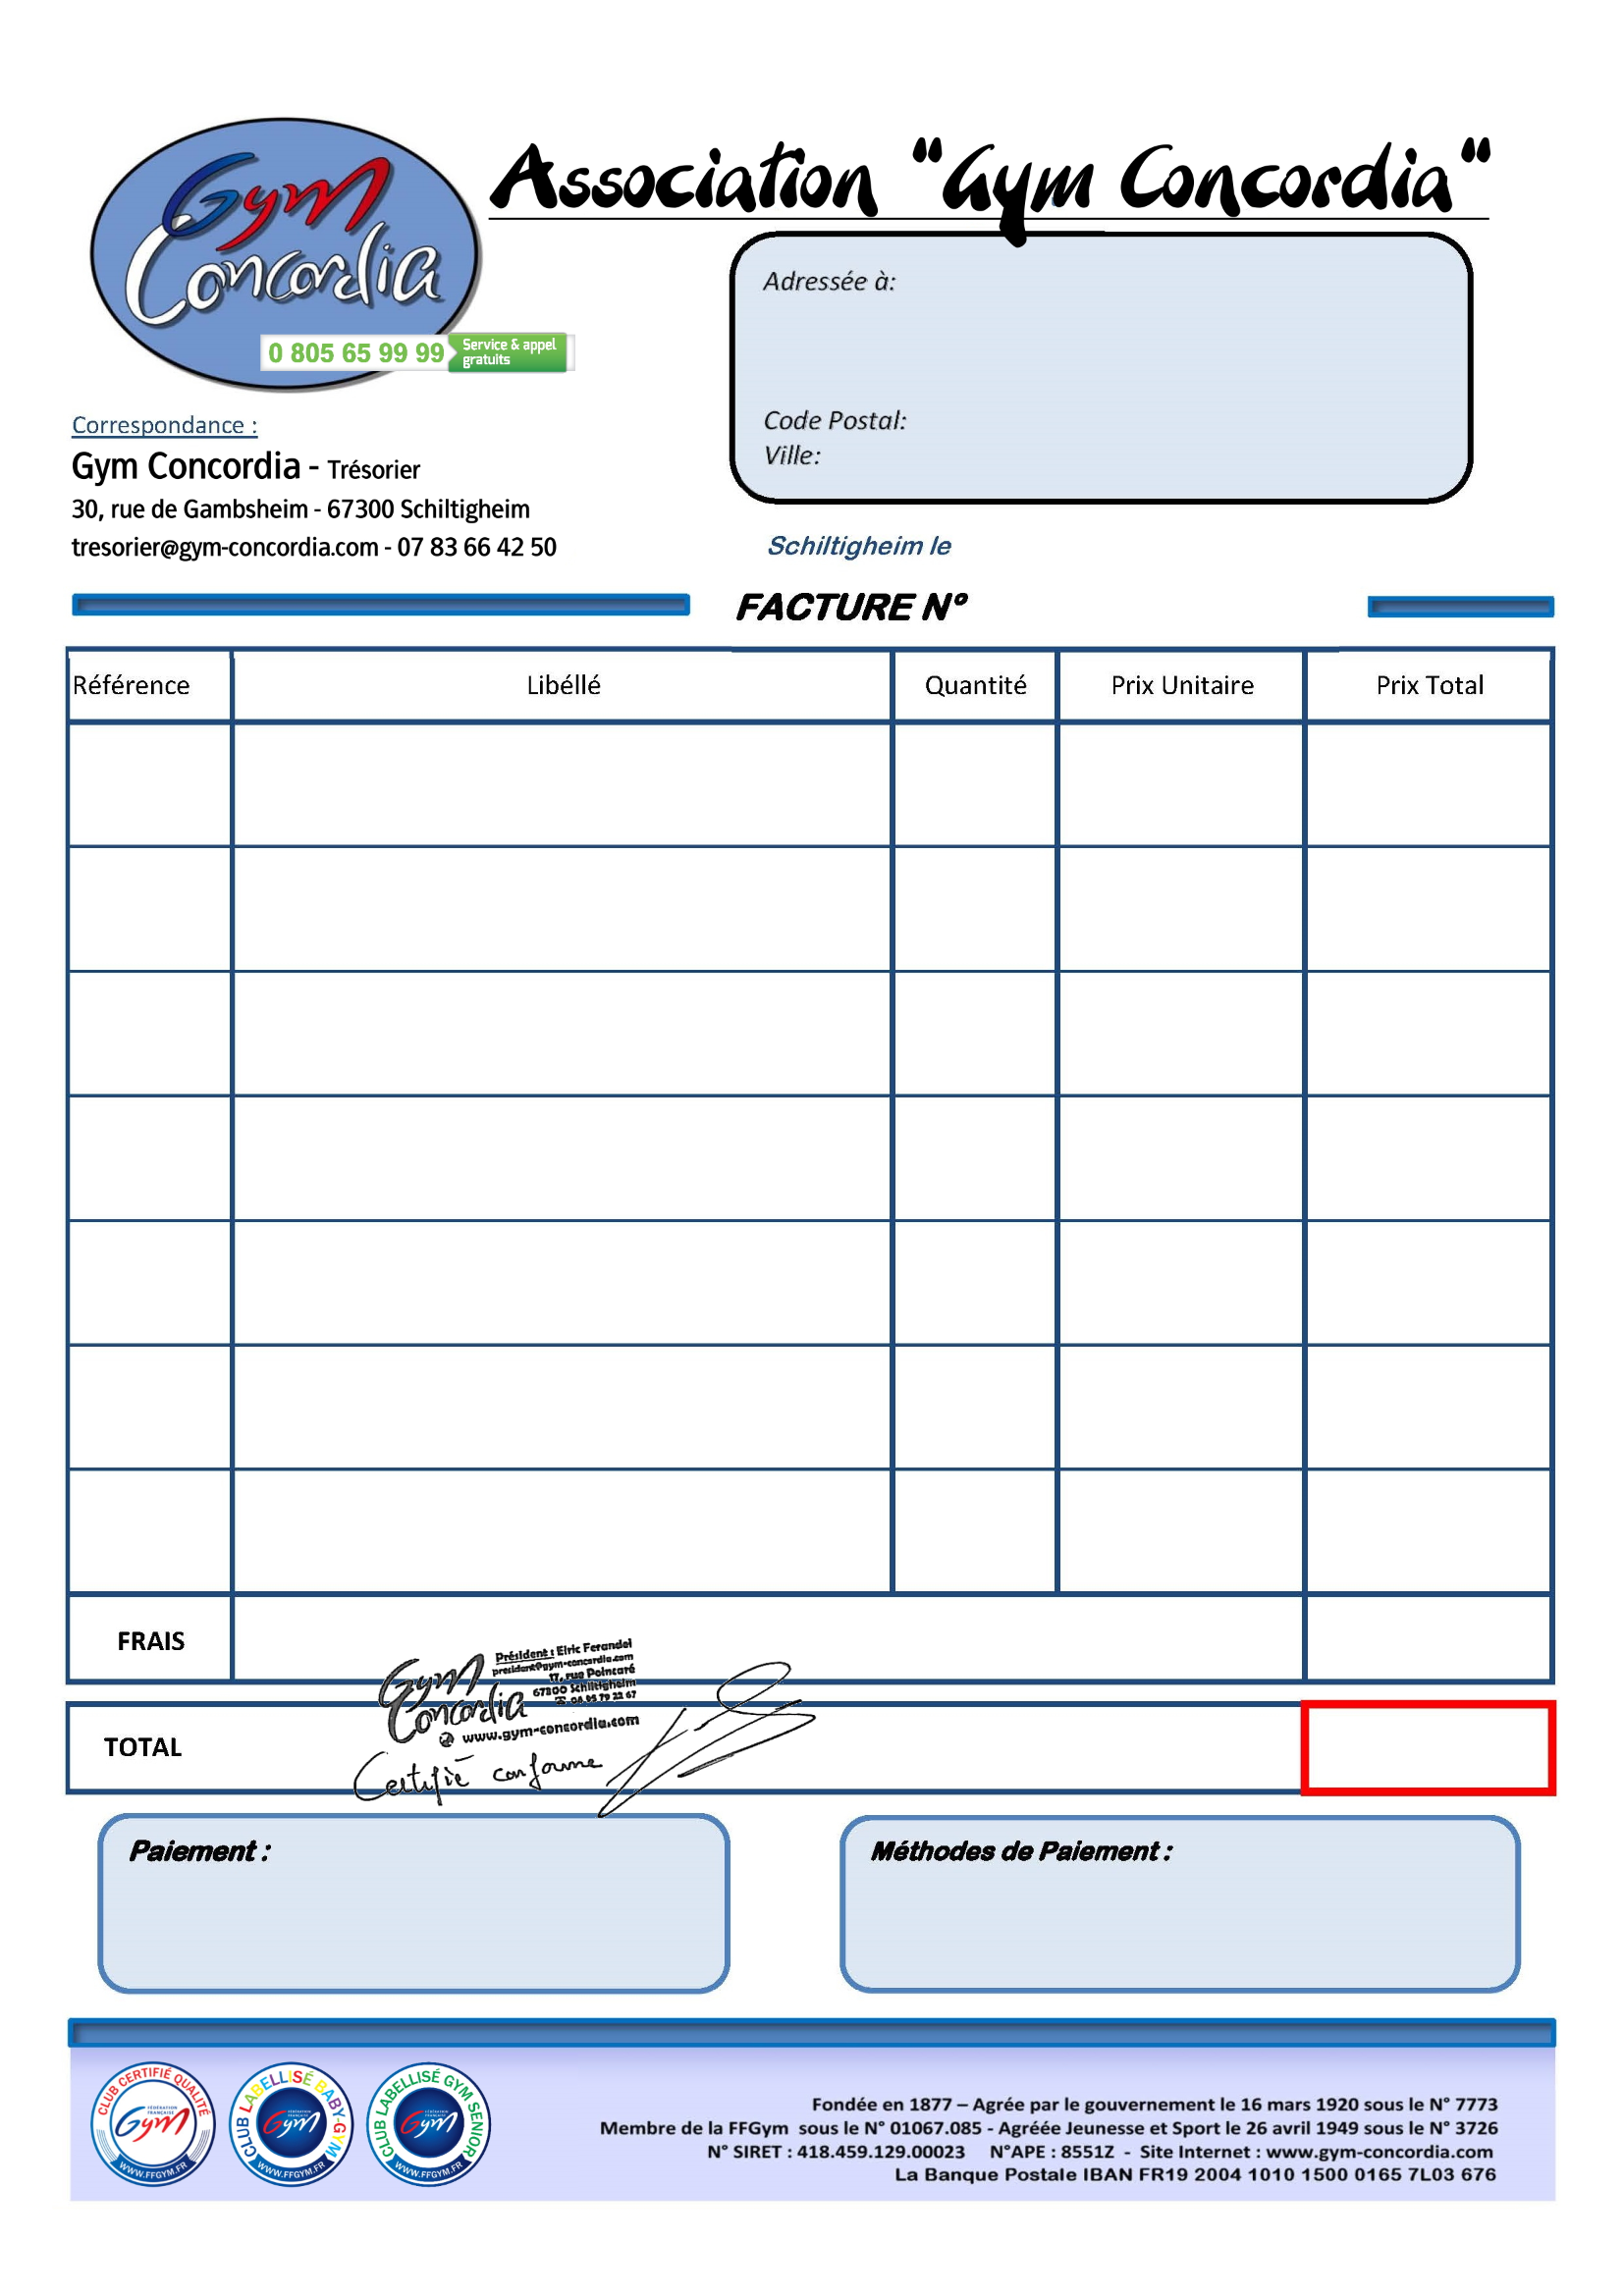 Gym
Concordia
Association "Gym Concordia"
0 805 65 99 99 Service & appel gratuits
Adressée à:
Code Postal:
Ville:
Correspondance :
Gym Concordia - Trésorier
30, rue de Gambsheim - 67300 Schiltigheim
tresorier@gym-concordia.com - 07 83 66 42 50
Schiltigheim le
FACTURE N°
Référence Libéllé Quantité Prix Unitaire Prix Total
FRAIS
Président : Elric Ferandel
president@gym-concordia.com
17, rue Poincaré
67300 Schiltigheim
Gym
Concordia
www.gym-concordia.com
Certifié conforme
TOTAL
Paiement :
Méthodes de Paiement :
CLUB CERTIFIÉ QUALITÉ
FÉDÉRATION FRANÇAISE
Gym
WWW.FFGYM.FR
CLUB LABELLISÉ BABY-GYM
FÉDÉRATION FRANÇAISE
Gym
WWW.FFGYM.FR
CLUB LABELLISÉ GYM SENIOR
FÉDÉRATION FRANÇAISE
Gym
WWW.FFGYM.FR
Fondée en 1877 – Agrée par le gouvernement le 16 mars 1920 sous le N° 7773
Membre de la FFGym sous le N° 01067.085 - Agréée Jeunesse et Sport le 26 avril 1949 sous le N° 3726
N° SIRET : 418.459.129.00023 N°APE : 8551Z - Site Internet : www.gym-concordia.com
La Banque Postale IBAN FR19 2004 1010 1500 0165 7L03 676